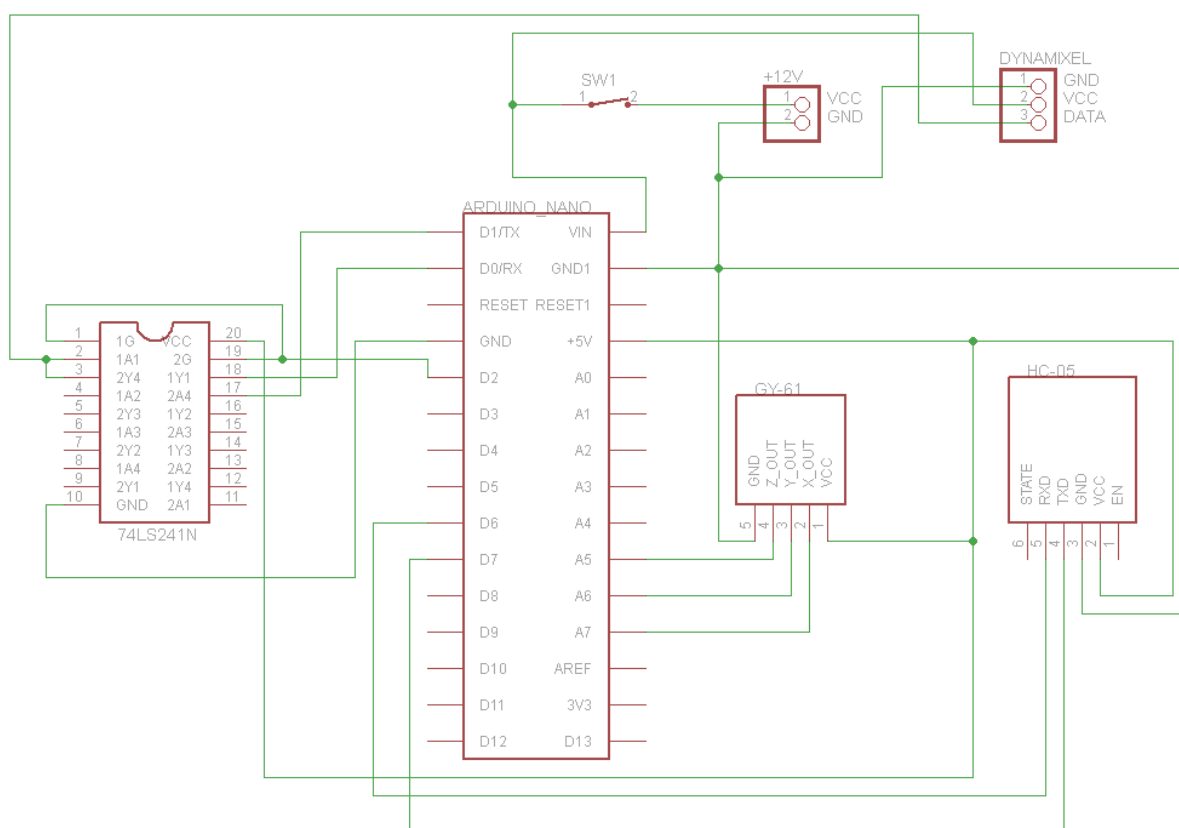 DYNAMIXEL
1 GND
2 VCC
3 DATA
+12V
1 VCC
2 GND
SW1
1 2
ARDUINO_NANO
D1/TX VIN
D0/RX GND1
RESET RESET1
GND +5V
D2 A0
D3 A1
D4 A2
D5 A3
D6 A4
D7 A5
D8 A6
D9 A7
D10 AREF
D11 3V3
D12 D13
1 1G VCC 20
2 1A1 2G 19
3 2Y4 1Y1 18
4 1A2 2A4 17
5 2Y3 1Y2 16
6 1A3 2A3 15
7 2Y2 1Y3 14
8 1A4 2A2 13
9 2Y1 1Y4 12
10 GND 2A1 11
74LS241N
GY-61
GND Z_OUT Y_OUT X_OUT VCC
5 4 3 2 1
HC-05
STATE RXD TXD GND VCC EN
6 5 4 3 2 1